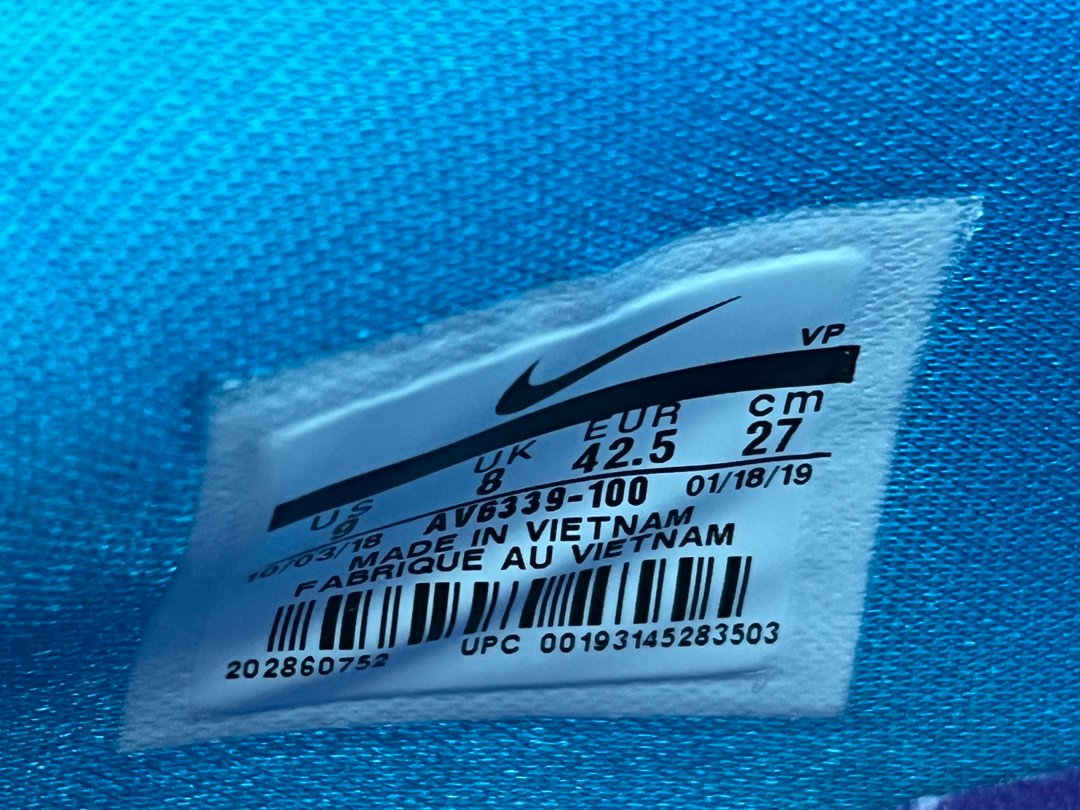 VP
US UK EUR cm
9 8 42.5 27
10/03/18 AV6339-100 01/18/19
MADE IN VIETNAM
FABRIQUE AU VIETNAM
202860752 UPC 00193145283503